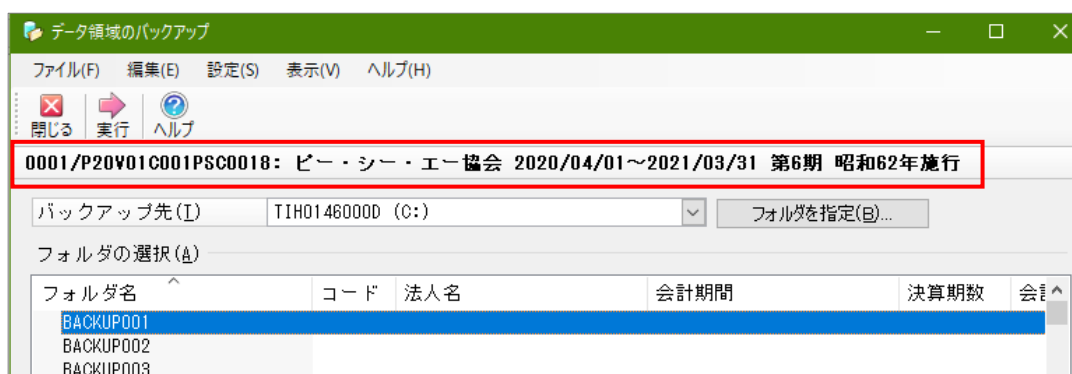 データ領域のバックアップ
ファイル(F) 編集(E) 設定(S) 表示(V) ヘルプ(H)
閉じる 実行 ヘルプ
0001/P20V01C001PSC0018: ピー・シー・エー協会 2020/04/01～2021/03/31 第6期 昭和62年施行
バックアップ先(I) TIH0146000D (C:) フォルダを指定(B)...
フォルダの選択(A)
フォルダ名 コード 法人名 会計期間 決算期数
BACKUP001
BACKUP002
BACKUP003